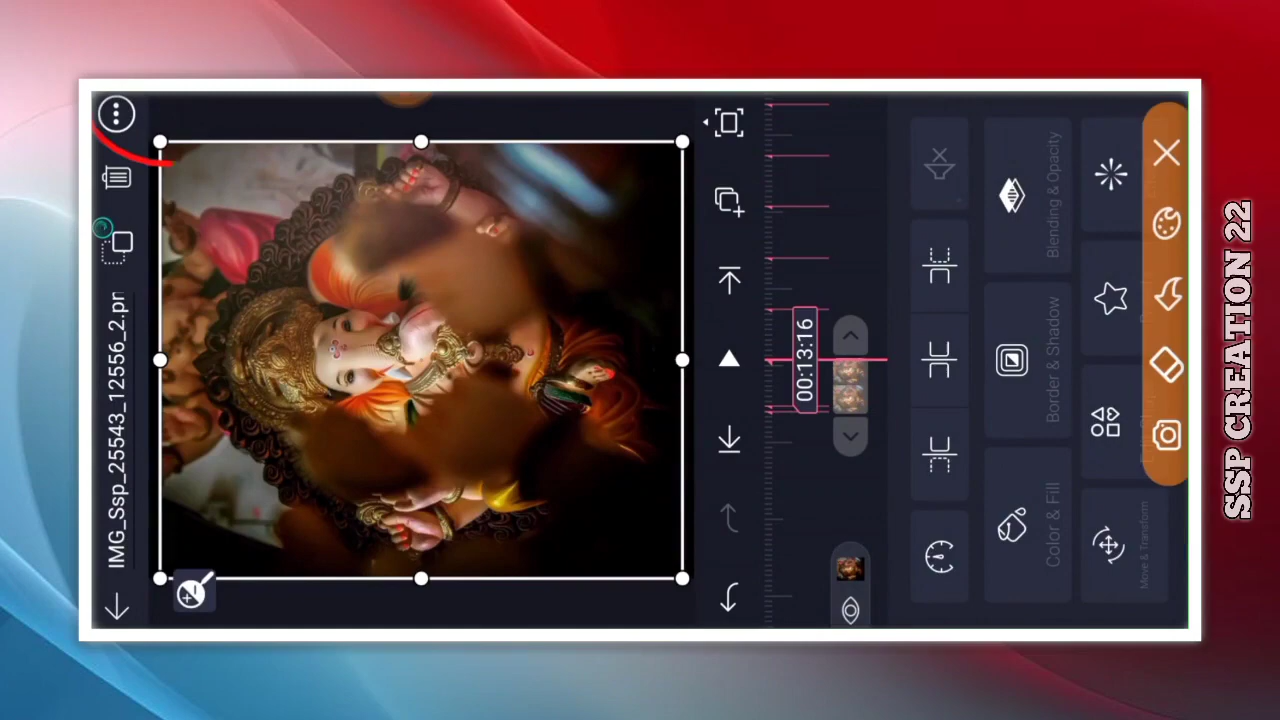 IMG_Ssp_25543_12556_2.pn
00:13:16
Blending & Opacity
Border & Shadow
Color & Fill
Move & Transform
SSP CREATION 22